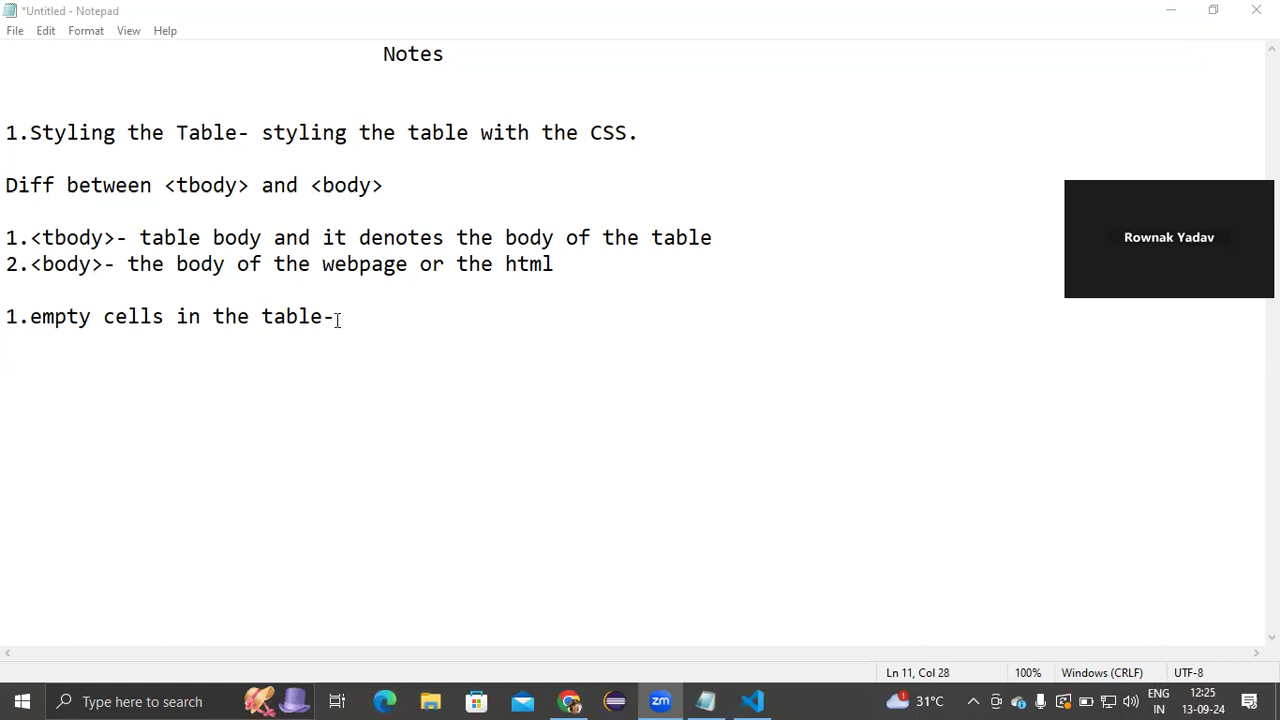 *Untitled - Notepad
File Edit Format View Help
Notes
1.Styling the Table- styling the table with the CSS.
Diff between <tbody> and <body>
1.<tbody>- table body and it denotes the body of the table
2.<body>- the body of the webpage or the html
1.empty cells in the table-
Rownak Yadav
Ln 11, Col 28 100% Windows (CRLF) UTF-8
Type here to search
zm
1
31°C
ENG
IN
12:25
13-09-24